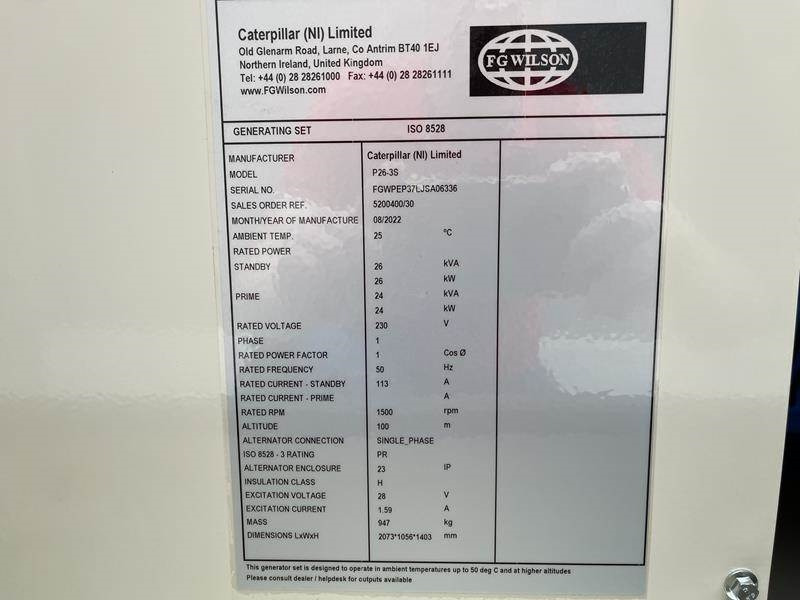 Caterpillar (NI) Limited
Old Glenarm Road, Larne, Co Antrim BT40 1EJ
Northern Ireland, United Kingdom
Tel: +44 (0) 28 28261000 Fax: +44 (0) 28 28261111
www.FGWilson.com
FG WILSON
GENERATING SET ISO 8528
MANUFACTURER Caterpillar (NI) Limited
MODEL P26-3S
SERIAL NO. FGWPEP37LJSA06336
SALES ORDER REF. 5200400/30
MONTH/YEAR OF MANUFACTURE 08/2022
AMBIENT TEMP. 25 °C
RATED POWER
STANDBY 26 kVA
26 kW
PRIME 24 kVA
24 kW
RATED VOLTAGE 230 V
PHASE 1
RATED POWER FACTOR 1 Cos Ø
RATED FREQUENCY 50 Hz
RATED CURRENT - STANDBY 113 A
RATED CURRENT - PRIME A
RATED RPM 1500 rpm
ALTITUDE 100 m
ALTERNATOR CONNECTION SINGLE_PHASE
ISO 8528 - 3 RATING PR
ALTERNATOR ENCLOSURE 23 IP
INSULATION CLASS H
EXCITATION VOLTAGE 28 V
EXCITATION CURRENT 1.59 A
MASS 947 kg
DIMENSIONS LxWxH 2073*1056*1403 mm
This generator set is designed to operate in ambient temperatures up to 50 deg C and at higher altitudes
Please consult dealer / helpdesk for outputs available